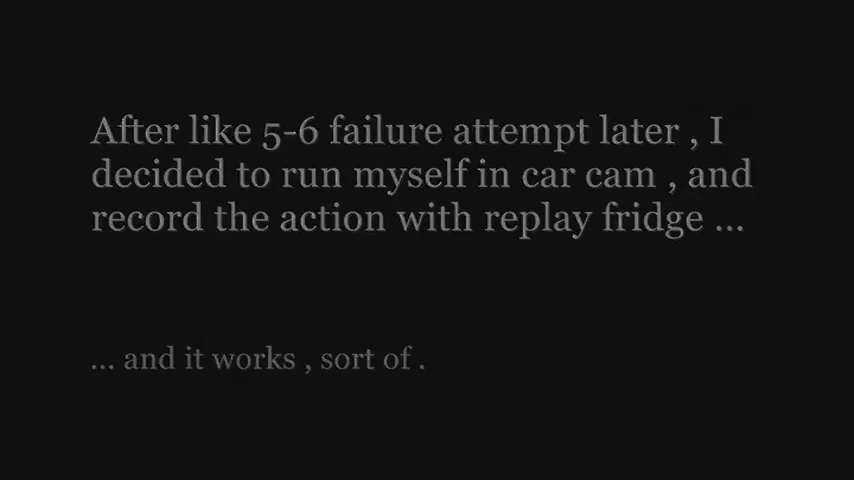 After like 5-6 failure attempt later , I
decided to run myself in car cam , and
record the action with replay fridge ...
... and it works , sort of .